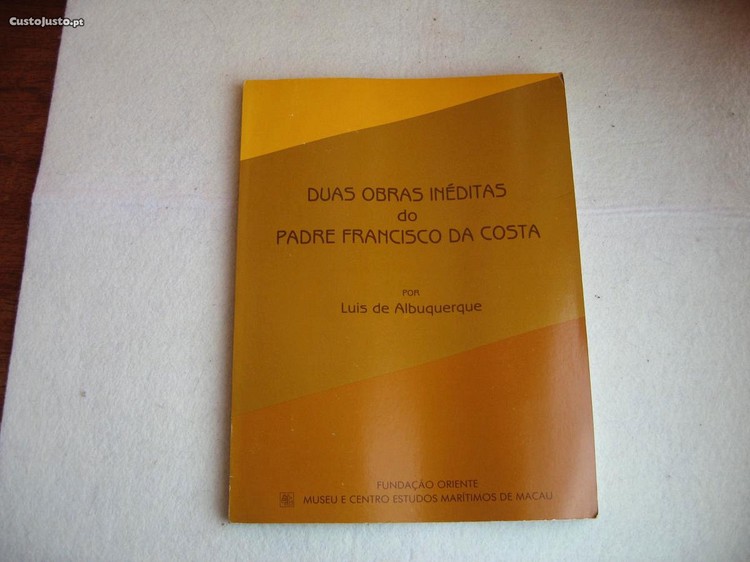 CustoJusto.pt
DUAS OBRAS INÉDITAS
do
PADRE FRANCISCO DA COSTA
POR
Luis de Albuquerque
FUNDAÇÃO ORIENTE
MUSEU E CENTRO ESTUDOS MARÍTIMOS DE MACAU